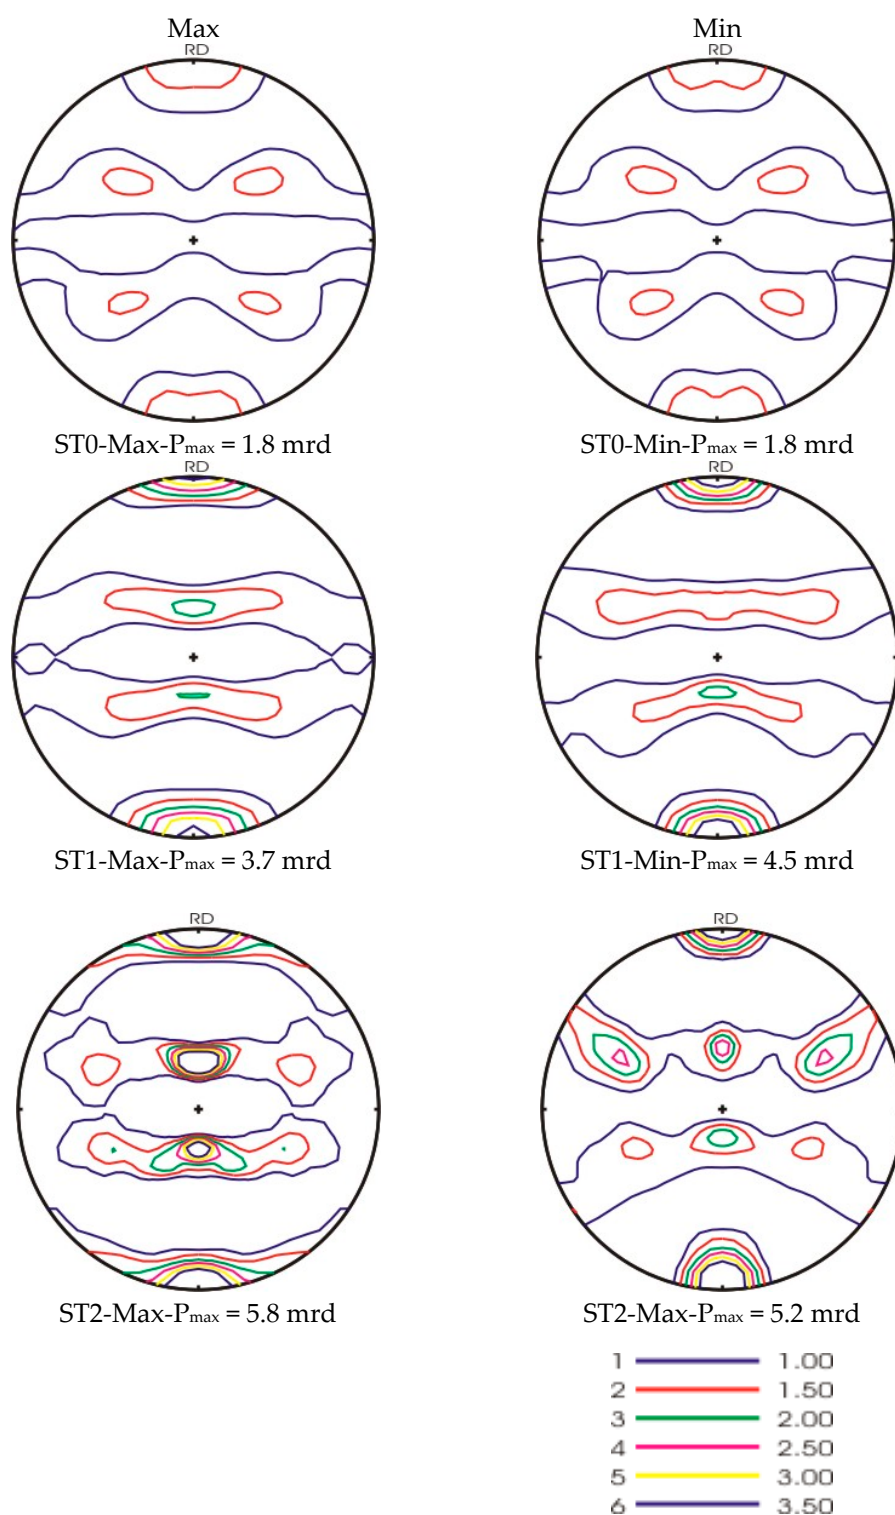 Max Min
RD RD
ST0-Max-Pmax = 1.8 mrd ST0-Min-Pmax = 1.8 mrd
RD RD
ST1-Max-Pmax = 3.7 mrd ST1-Min-Pmax = 4.5 mrd
RD RD
ST2-Max-Pmax = 5.8 mrd ST2-Max-Pmax = 5.2 mrd
1 1.00
2 1.50
3 2.00
4 2.50
5 3.00
6 3.50